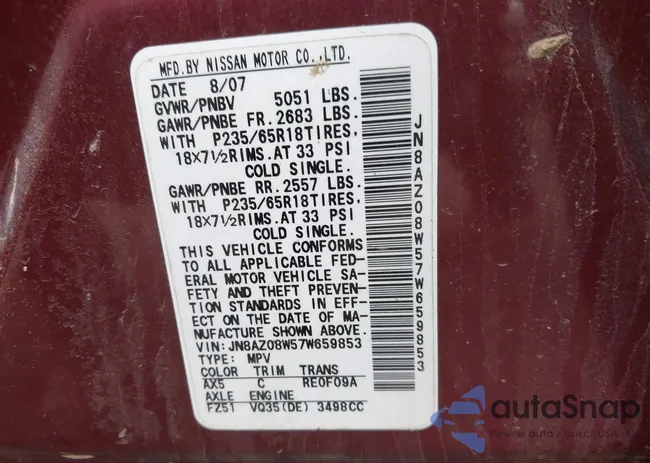 MFD.BY NISSAN MOTOR CO.,LTD.
DATE 8/07
GVWR/PNBV 5051 LBS.
GAWR/PNBE FR. 2683 LBS.
WITH P235/65R18TIRES,
18X7½RIMS.AT 33 PSI
COLD SINGLE.
GAWR/PNBE RR. 2557 LBS.
WITH P235/65R18TIRES,
18X7½RIMS.AT 33 PSI
COLD SINGLE.
THIS VEHICLE CONFORMS
TO ALL APPLICABLE FED-
ERAL MOTOR VEHICLE SA-
FETY AND THEFT PREVEN-
TION STANDARDS IN EFF-
ECT ON THE DATE OF MA-
NUFACTURE SHOWN ABOVE.
VIN:JN8AZ08W57W659853
TYPE: MPV
COLOR TRIM TRANS
AX5 C RE0F09A
AXLE ENGINE
FZ51 VQ35(DE) 3498CC
JN8AZ08W57W659853
autaSnap
Pewne auta z aukcji USA